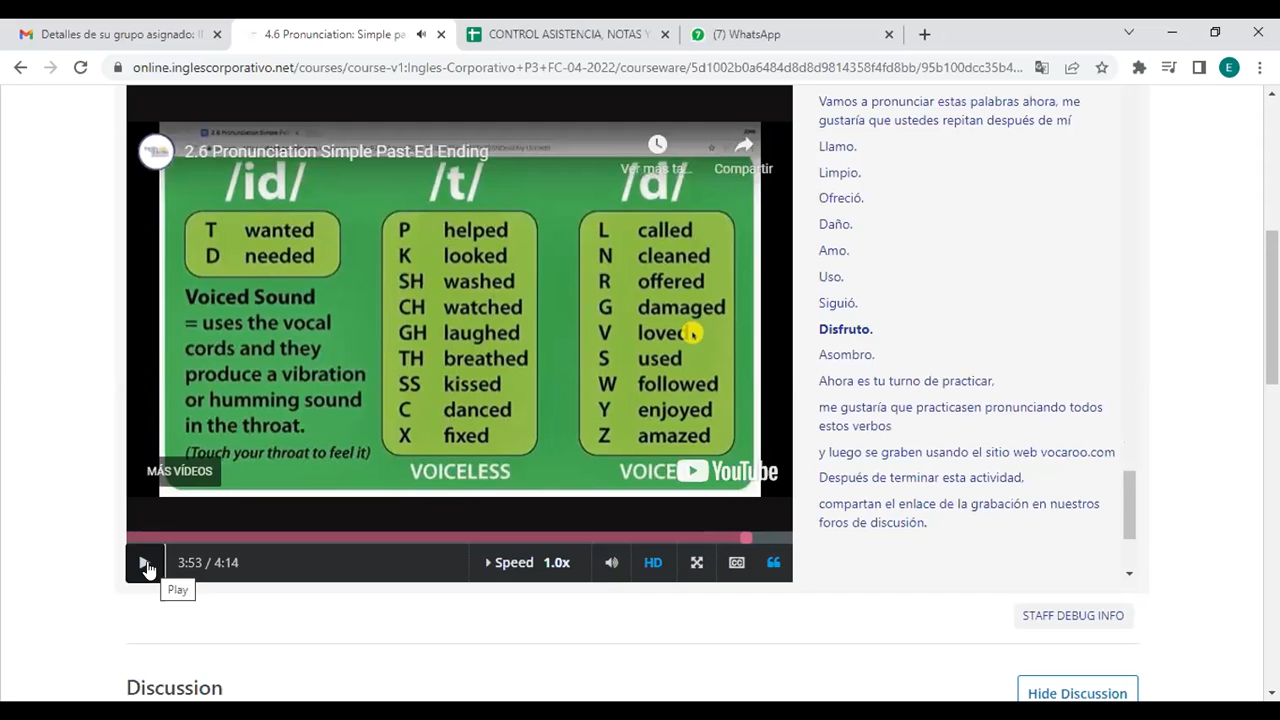 Detalles de su grupo asignado: I
4.6 Pronunciation: Simple pa
CONTROL ASISTENCIA, NOTAS Y
(7) WhatsApp
online.inglescorporativo.net/courses/course-v1:Ingles-Corporativo+P3+FC-04-2022/courseware/5d1002b0a6484d8d8d9814358f4fd8bb/95b100dcc35b4...
E
2.6 Pronunciation Simple Past-Ed Ending
Ver más ta...
Compartir
/id/ /t/ /d/
T wanted
D needed
Voiced Sound
= uses the vocal
cords and they
produce a vibration
or humming sound
in the throat.
(Touch your throat to feel it)
P helped
K looked
SH washed
CH watched
GH laughed
TH breathed
SS kissed
C danced
X fixed
VOICELESS
L called
N cleaned
R offered
G damaged
V loved
S used
W followed
Y enjoyed
Z amazed
VOICE
YouTube
MÁS VÍDEOS
3:53 / 4:14
Speed 1.0x
HD
Play
Vamos a pronunciar estas palabras ahora, me
gustaría que ustedes repitan después de mí
Llamo.
Limpio.
Ofreció.
Daño.
Amo.
Uso.
Siguió.
Disfruto.
Asombro.
Ahora es tu turno de practicar,
me gustaría que practicasen pronunciando todos
estos verbos
y luego se graben usando el sitio web vocaroo.com
Después de terminar esta actividad,
compartan el enlace de la grabación en nuestros
foros de discusión.
STAFF DEBUG INFO
Discussion
Hide Discussion